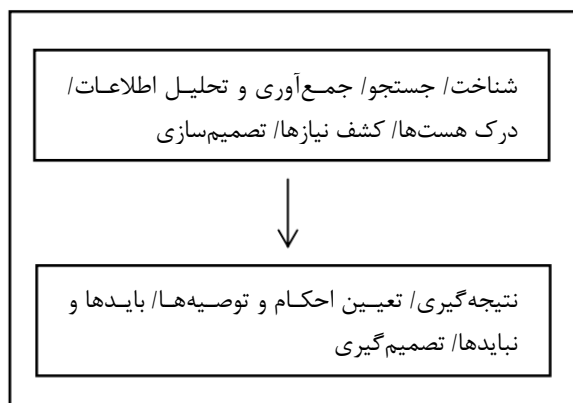 شناخت/ جستجو/ جمع‌آوری و تحلیل اطلاعات/
درک هست‌ها/ کشف نیازها/ تصمیم‌سازی
نتیجه‌گیری/ تعیین احکام و توصیه‌ها/ بایدها و
نبایدها/ تصمیم‌گیری